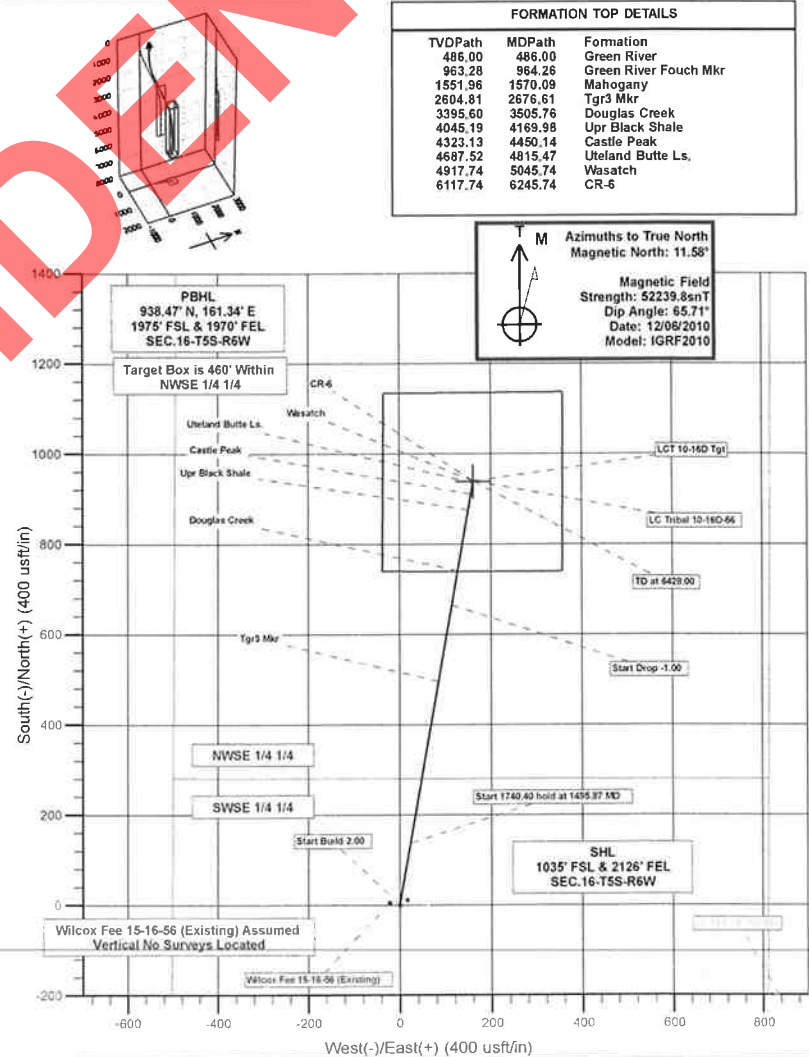 DEN
FORMATION TOP DETAILS
TVDPath MDPath Formation
486.00 486.00 Green River
963.28 964.26 Green River Fouch Mkr
1551.96 1570.09 Mahogany
2604.81 2676.61 Tgr3 Mkr
3395.60 3505.76 Douglas Creek
4045.19 4169.98 Upr Black Shale
4323.13 4450.14 Castle Peak
4687.52 4815.47 Uteland Butte Ls.
4917.74 5045.74 Wasatch
6117.74 6245.74 CR-6
0
1000
2000
3000
4000
5000
6000
7000
8000
T M
Azimuths to True North
Magnetic North: 11.58°
Magnetic Field
Strength: 52239.8snT
Dip Angle: 65.71°
Date: 12/06/2010
Model: IGRF2010
PBHL
938.47' N, 161.34' E
1975' FSL & 1970' FEL
SEC.16-T5S-R6W
Target Box is 460' Within
NWSE 1/4 1/4
CR-6
Wasatch
Uteland Butte Ls.
Castle Peak
Upr Black Shale
Douglas Creek
Tgr3 Mkr
LCT 10-16D Tgt
LC Tribal 10-16D-56
TD at 6429.00
Start Drop -1.00
NWSE 1/4 1/4
SWSE 1/4 1/4
Start 1740.40 hold at 1495.87 MD
Start Build 2.00
SHL
1035' FSL & 2126' FEL
SEC.16-T5S-R6W
Wilcox Fee 15-16-56 (Existing) Assumed
Vertical No Surveys Located
Wilcox Fee 15-16-56 (Existing)
South(-)/North(+) (400 usft/in)
1400
1200
1000
800
600
400
200
0
-200
-600 -400 -200 0 200 400 600 800
West(-)/East(+) (400 usft/in)